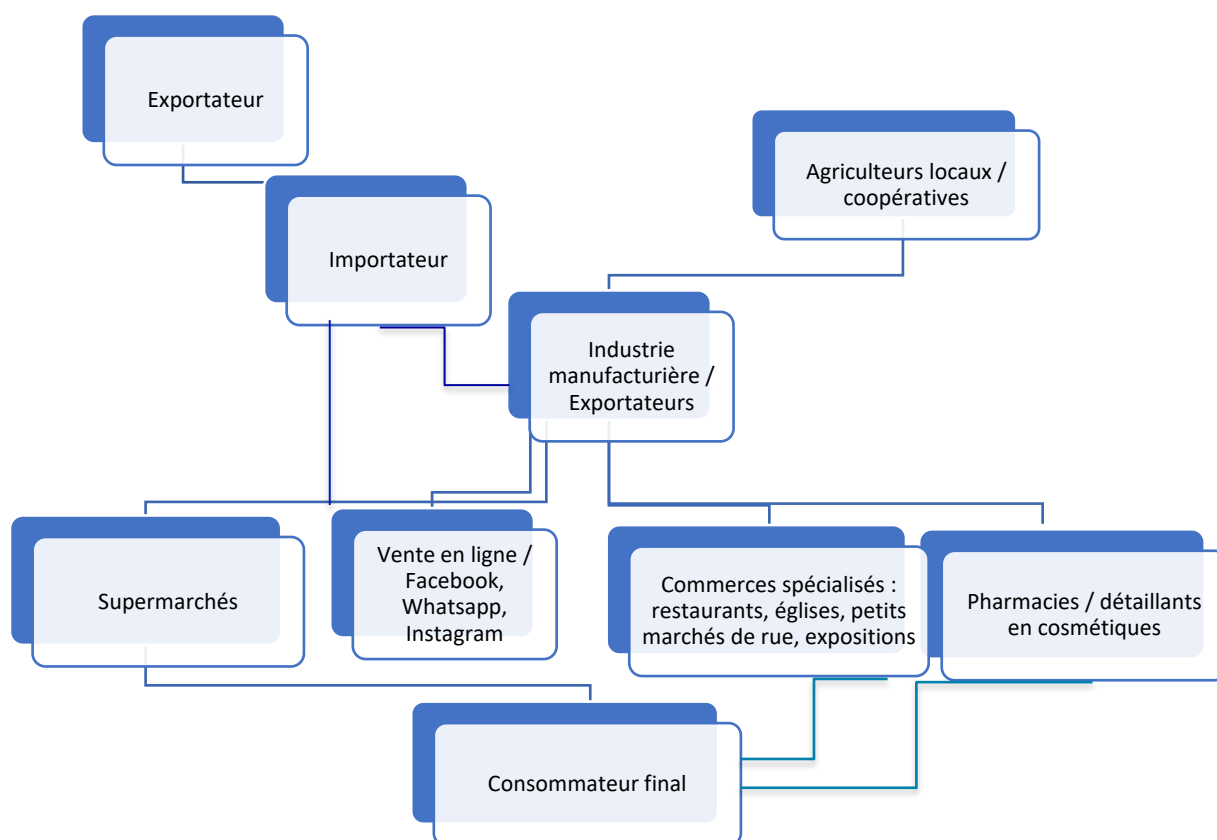 Exportateur
Agriculteurs locaux /
coopératives
Importateur
Industrie
manufacturière /
Exportateurs
Supermarchés
Vente en ligne /
Facebook,
Whatsapp,
Instagram
Commerces spécialisés :
restaurants, églises, petits
marchés de rue, expositions
Pharmacies / détaillants
en cosmétiques
Consommateur final